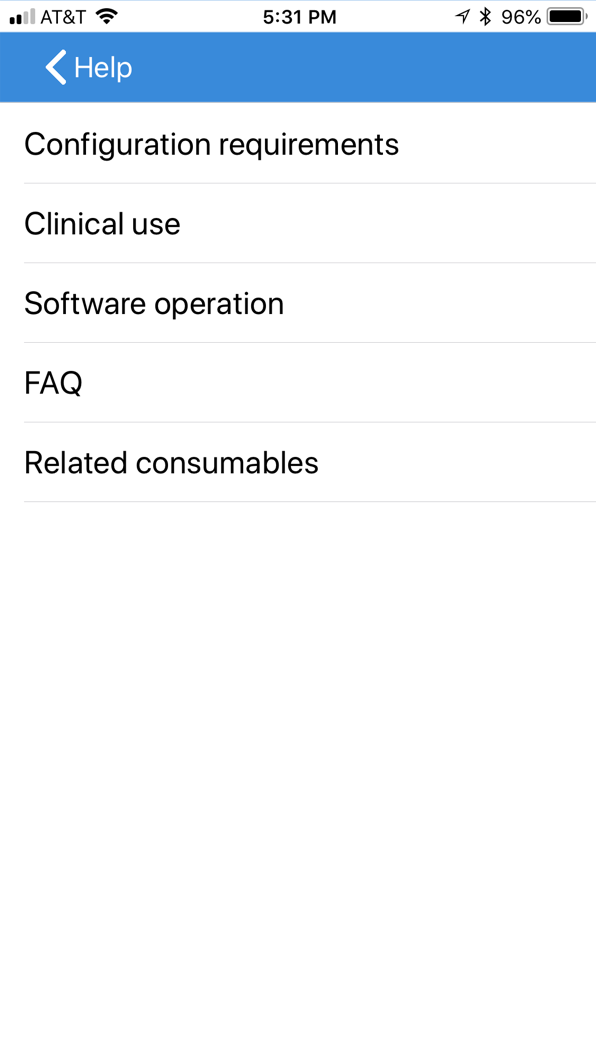 AT&T 5:31 PM 96%
Help
Configuration requirements
Clinical use
Software operation
FAQ
Related consumables